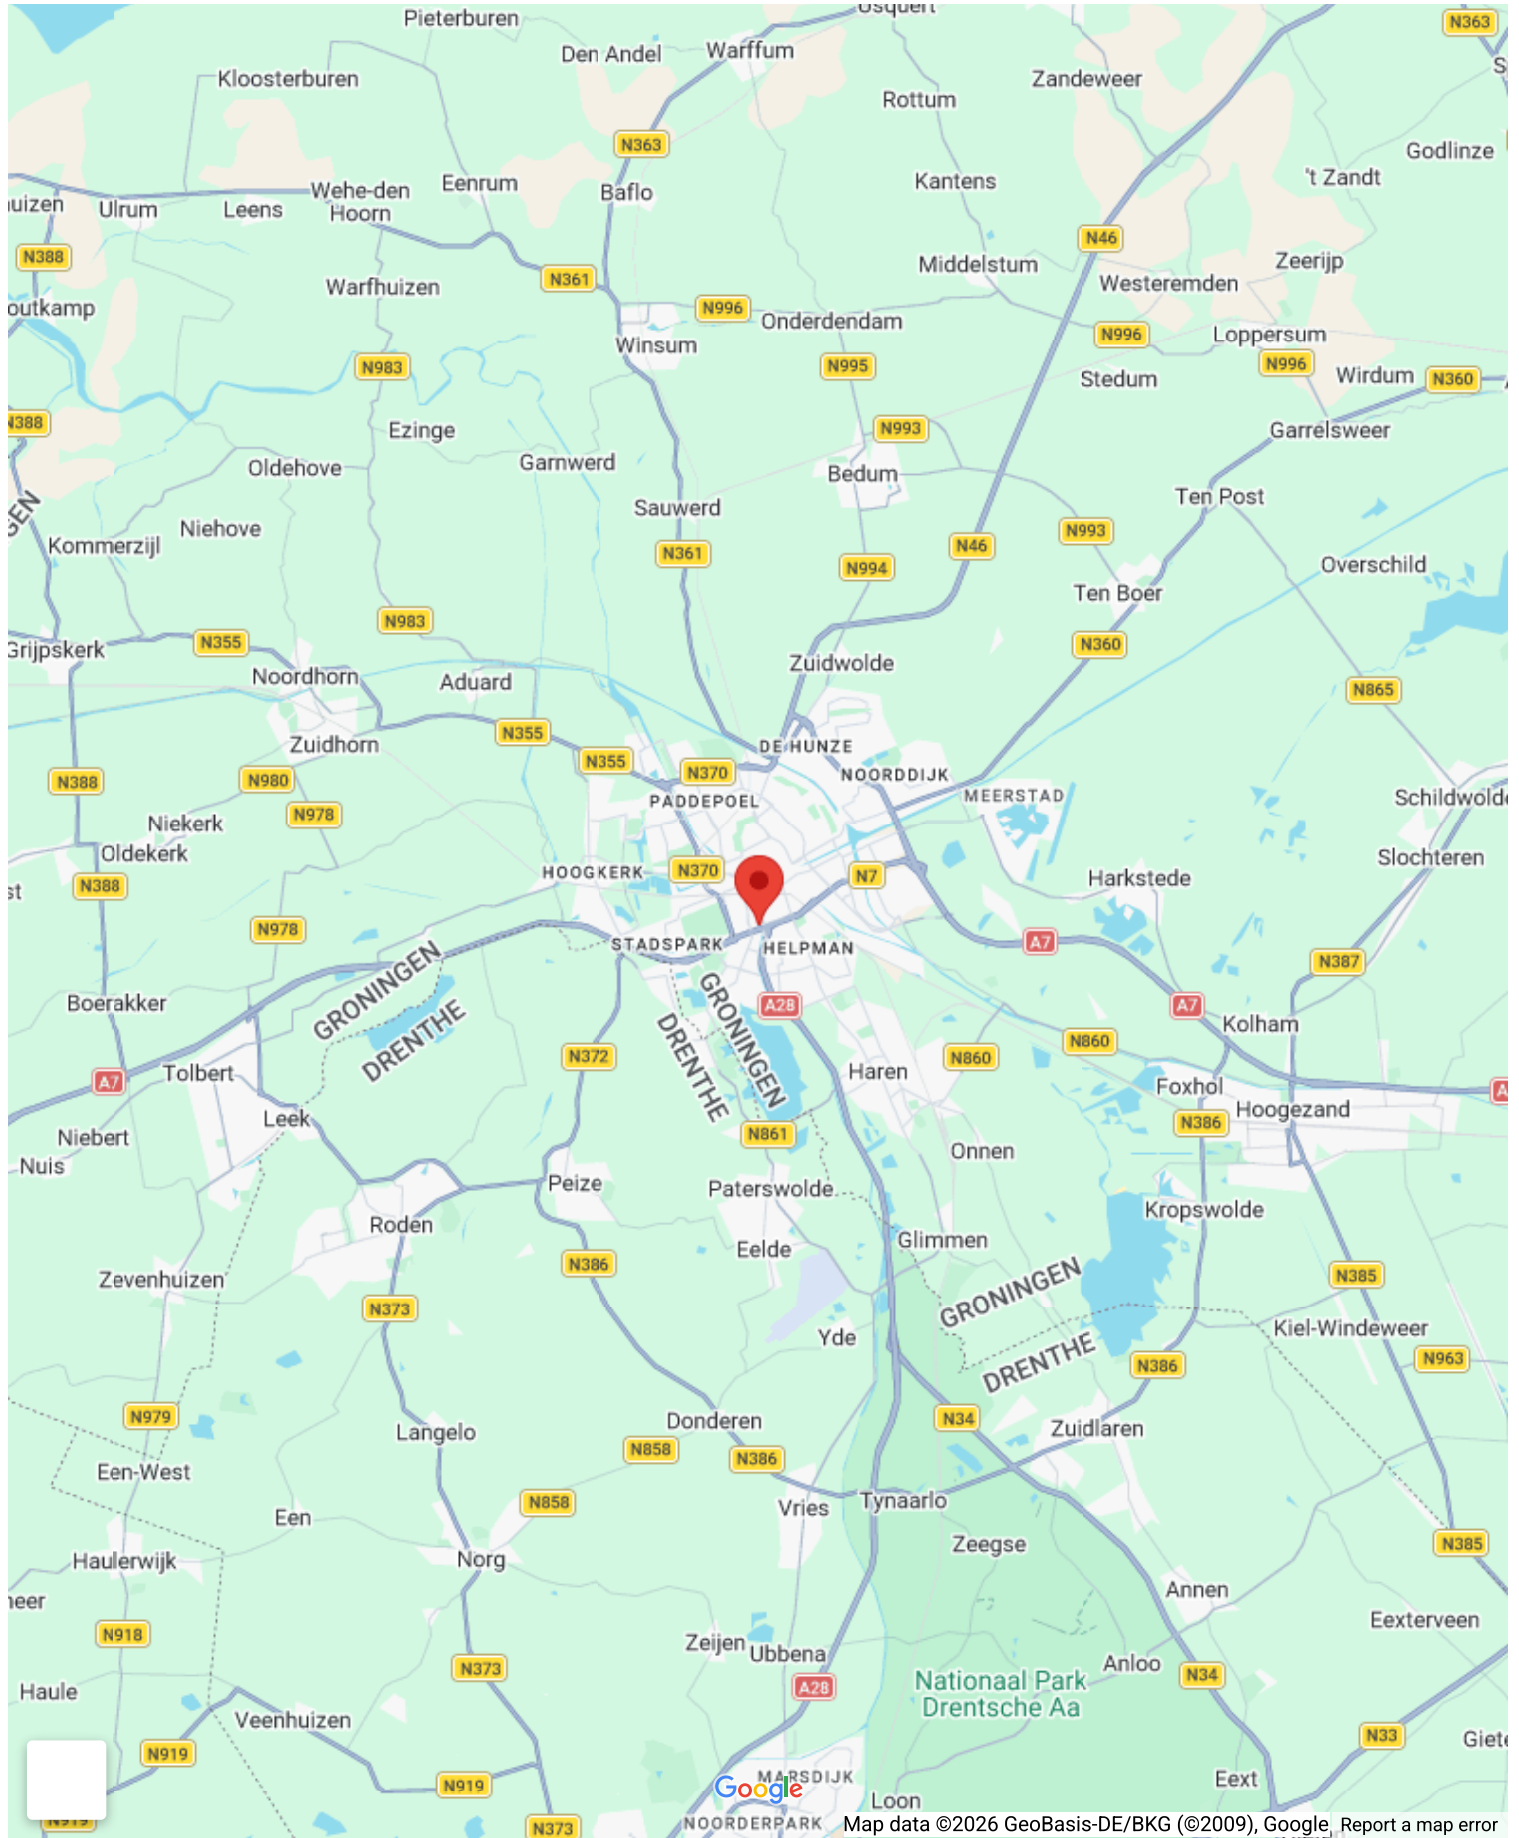 Pieterburen
Usquert
N363
Den Andel
Warffum
Kloosterburen
Zandeweer
Rottum
N363
Godlinze
Kantens
't Zandt
Wehe-den
Hoorn
Eenrum
Baflo
Ulrum
Leens
N46
N388
Middelstum
Zeerijp
N361
Warfhuizen
Westeremden
N996
Onderdendam
N996
Loppersum
Winsum
N983
N995
Stedum
N996
Wirdum
N360
N388
Ezinge
N993
Garrelsweer
Oldehove
Garnwerd
Bedum
Ten Post
Sauwerd
Niehove
N993
Kommerzijl
N361
N46
N994
Overschild
Ten Boer
N983
Grijpskerk
N355
N360
Noordhorn
Aduard
Zuidwolde
N865
N355
Zuidhorn
DE HUNZE
N355
N370
NOORDDIJK
N388
N980
PADDEPOEL
MEERSTAD
Schildwolde
N978
Niekerk
Oldekerk
Slochteren
HOOGKERK
N370
N7
Harkstede
N388
N978
STADSPARK
HELPMAN
A7
N387
GRONINGEN
DRENTHE
Boerakker
A28
A7
Kolham
GRONINGEN
DRENTHE
N372
N860
N860
Tolbert
A7
Haren
Foxhol
Leek
Hoogezand
N386
Niebert
N861
Nuis
Onnen
Peize
Paterswolde
Kropswolde
Roden
Eelde
Glimmen
Zevenhuizen
N386
GRONINGEN
DRENTHE
N385
N373
Yde
Kiel-Windeweer
N386
N963
N979
Langelo
Donderen
N34
Zuidlaren
N858
N386
Een-West
N858
Vries
Tynaarlo
Een
Zeegse
N385
Haulerwijk
Norg
Annen
Eexterveen
N918
Zeijen
Ubbena
Anloo
N373
N34
Nationaal Park
Drentsche Aa
A28
Haule
Veenhuizen
N33
N919
MARSDIJK
Google
N919
Eext
Loon
N919
NOORDERPARK
N373
Map data ©2026 GeoBasis-DE/BKG (©2009), Google
Report a map error